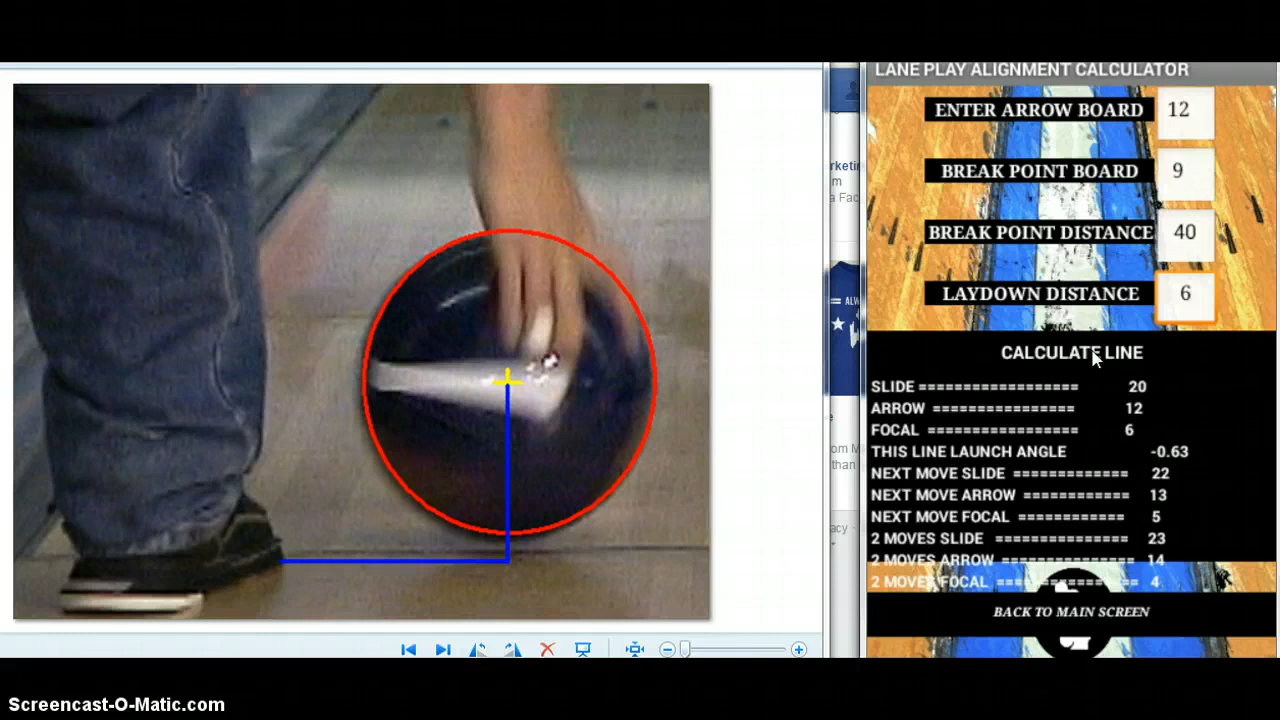 LANE PLAY ALIGNMENT CALCULATOR
ENTER ARROW BOARD 12
BREAK POINT BOARD 9
BREAK POINT DISTANCE 40
LAYDOWN DISTANCE 6
CALCULATE LINE
SLIDE ================== 20
ARROW ================ 12
FOCAL ================= 6
THIS LINE LAUNCH ANGLE -0.63
NEXT MOVE SLIDE ============= 22
NEXT MOVE ARROW ============ 13
NEXT MOVE FOCAL ============ 5
2 MOVES SLIDE =============== 23
2 MOVES ARROW =============== 14
2 MOVES FOCAL ================ 4
BACK TO MAIN SCREEN
Screencast-O-Matic.com